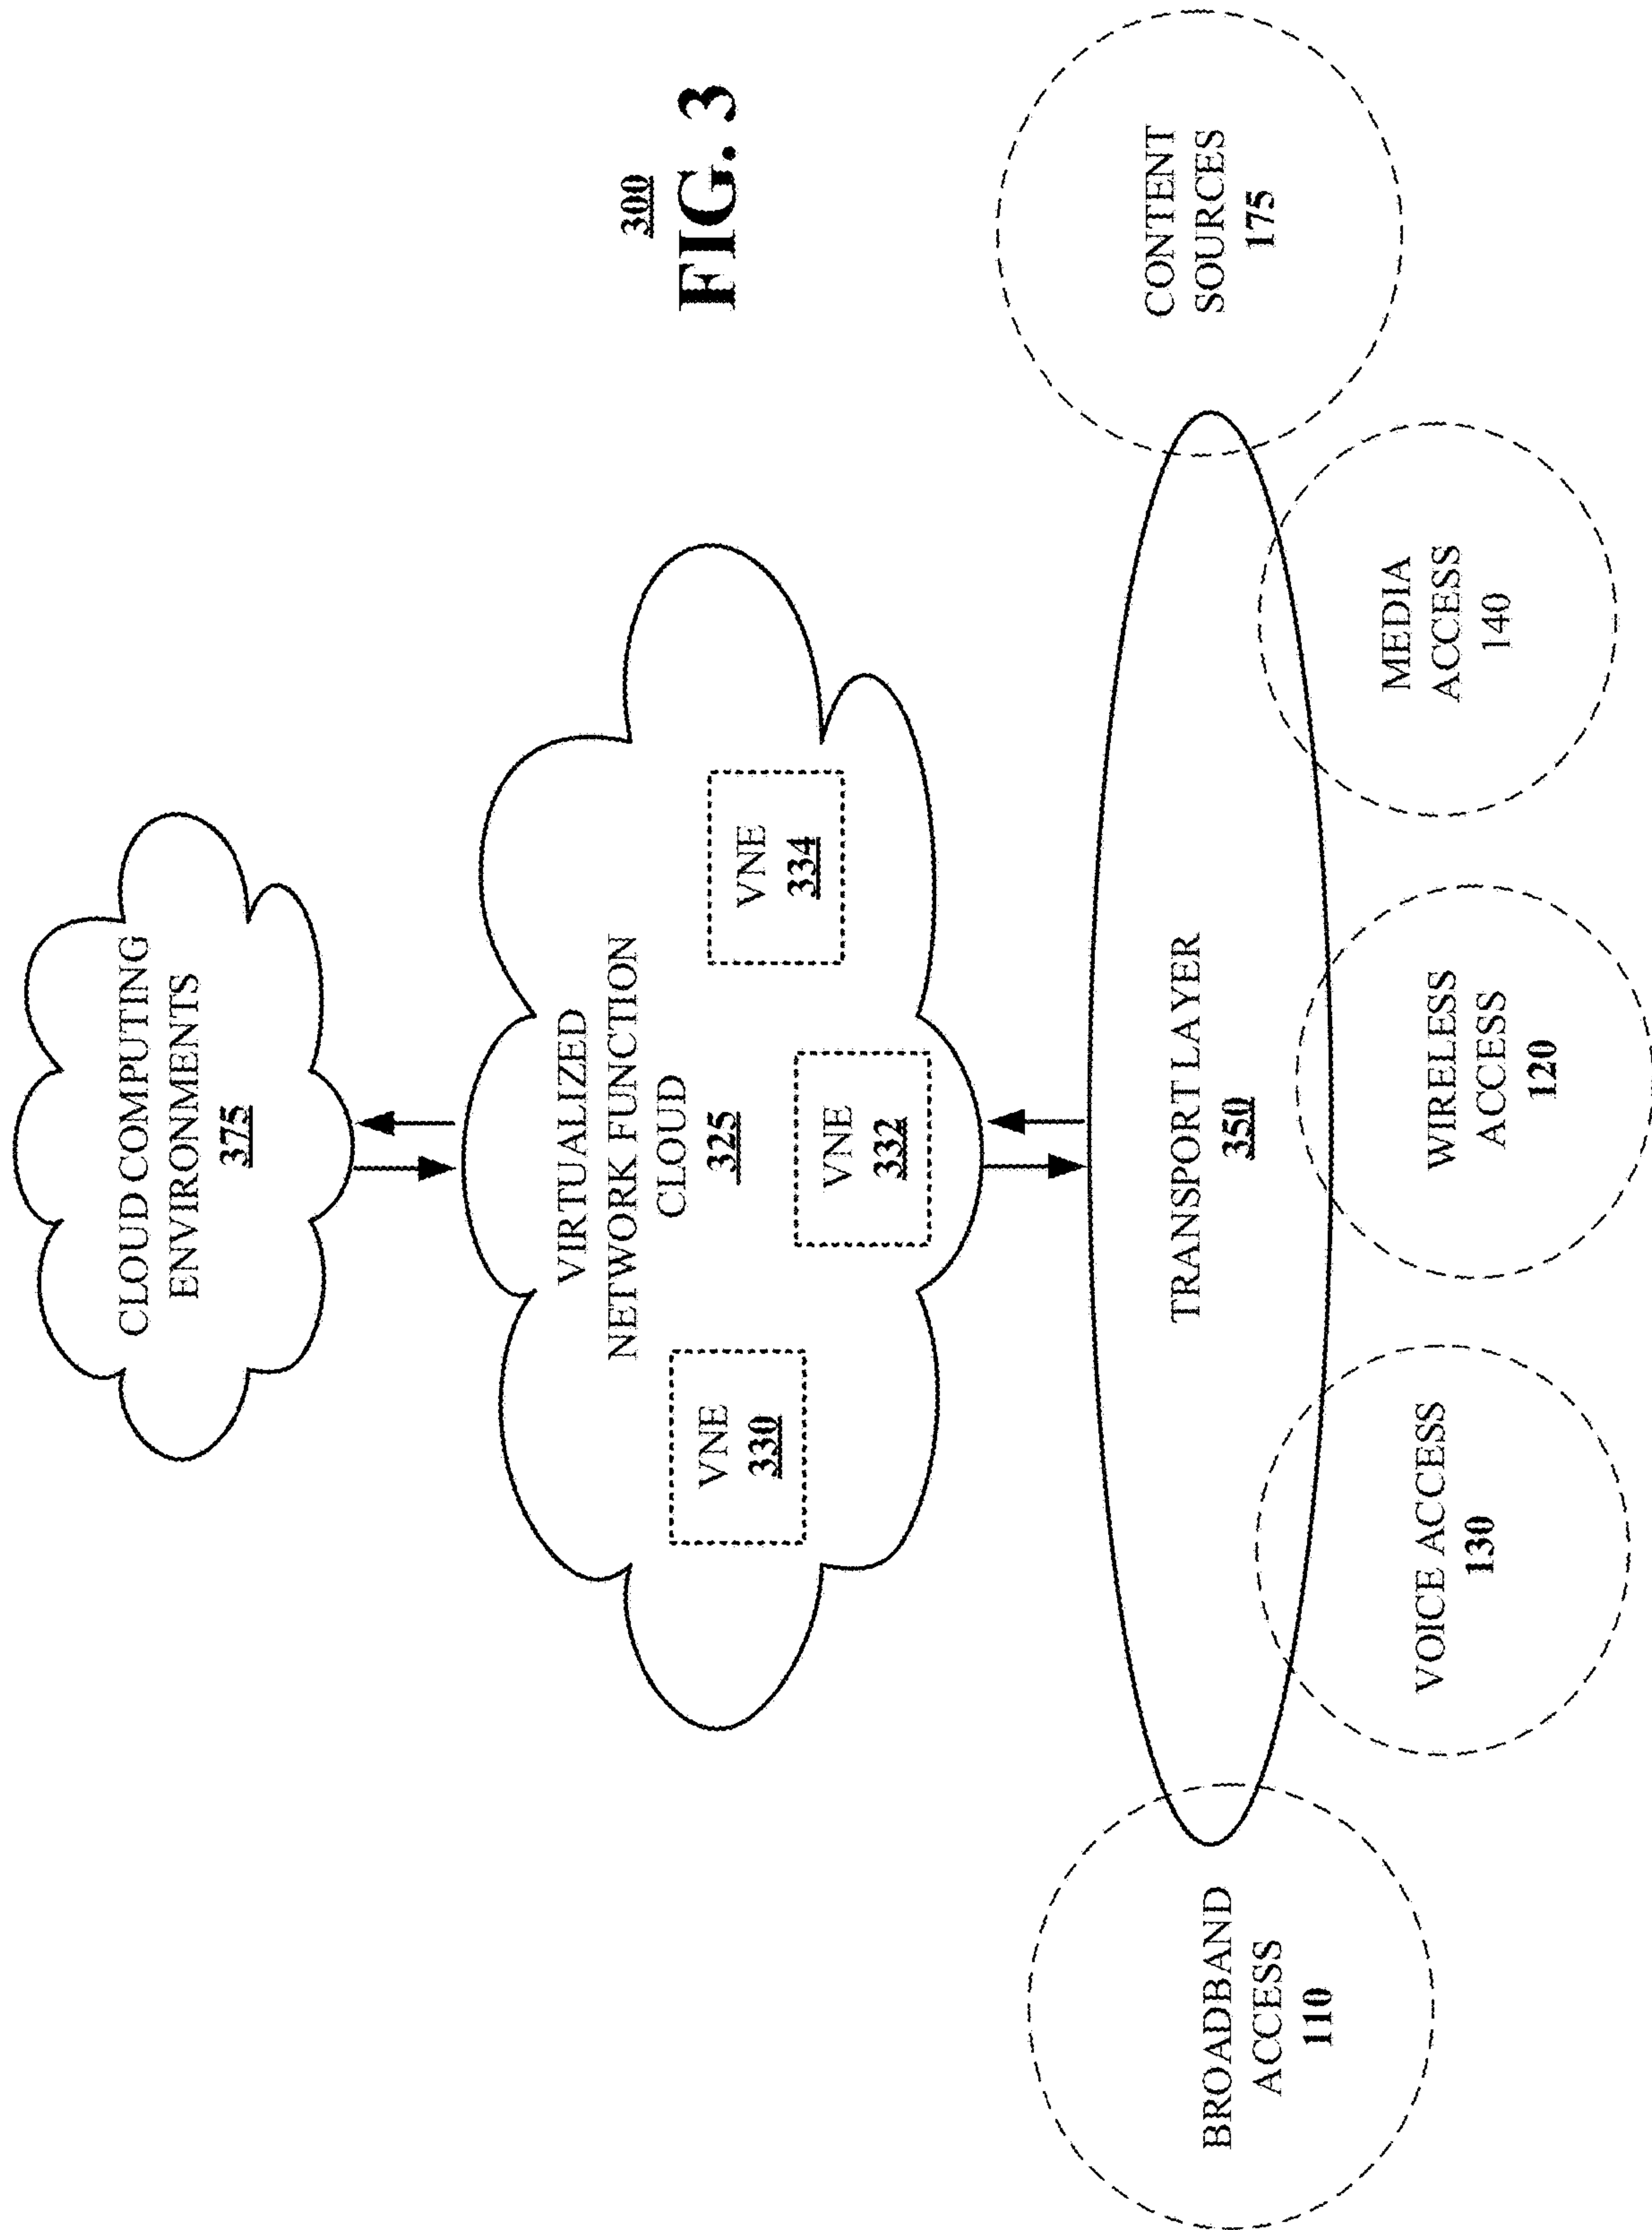 CLOUD COMPUTING
ENVIRONMENTS
375
VIRTUALIZED
NETWORK FUNCTION
CLOUD
325
VNE
330
VNE
332
VNE
334
300
FIG. 3
TRANSPORT LAYER
350
BROADBAND
ACCESS
110
VOICE ACCESS
130
WIRELESS
ACCESS
120
MEDIA
ACCESS
140
CONTENT
SOURCES
175